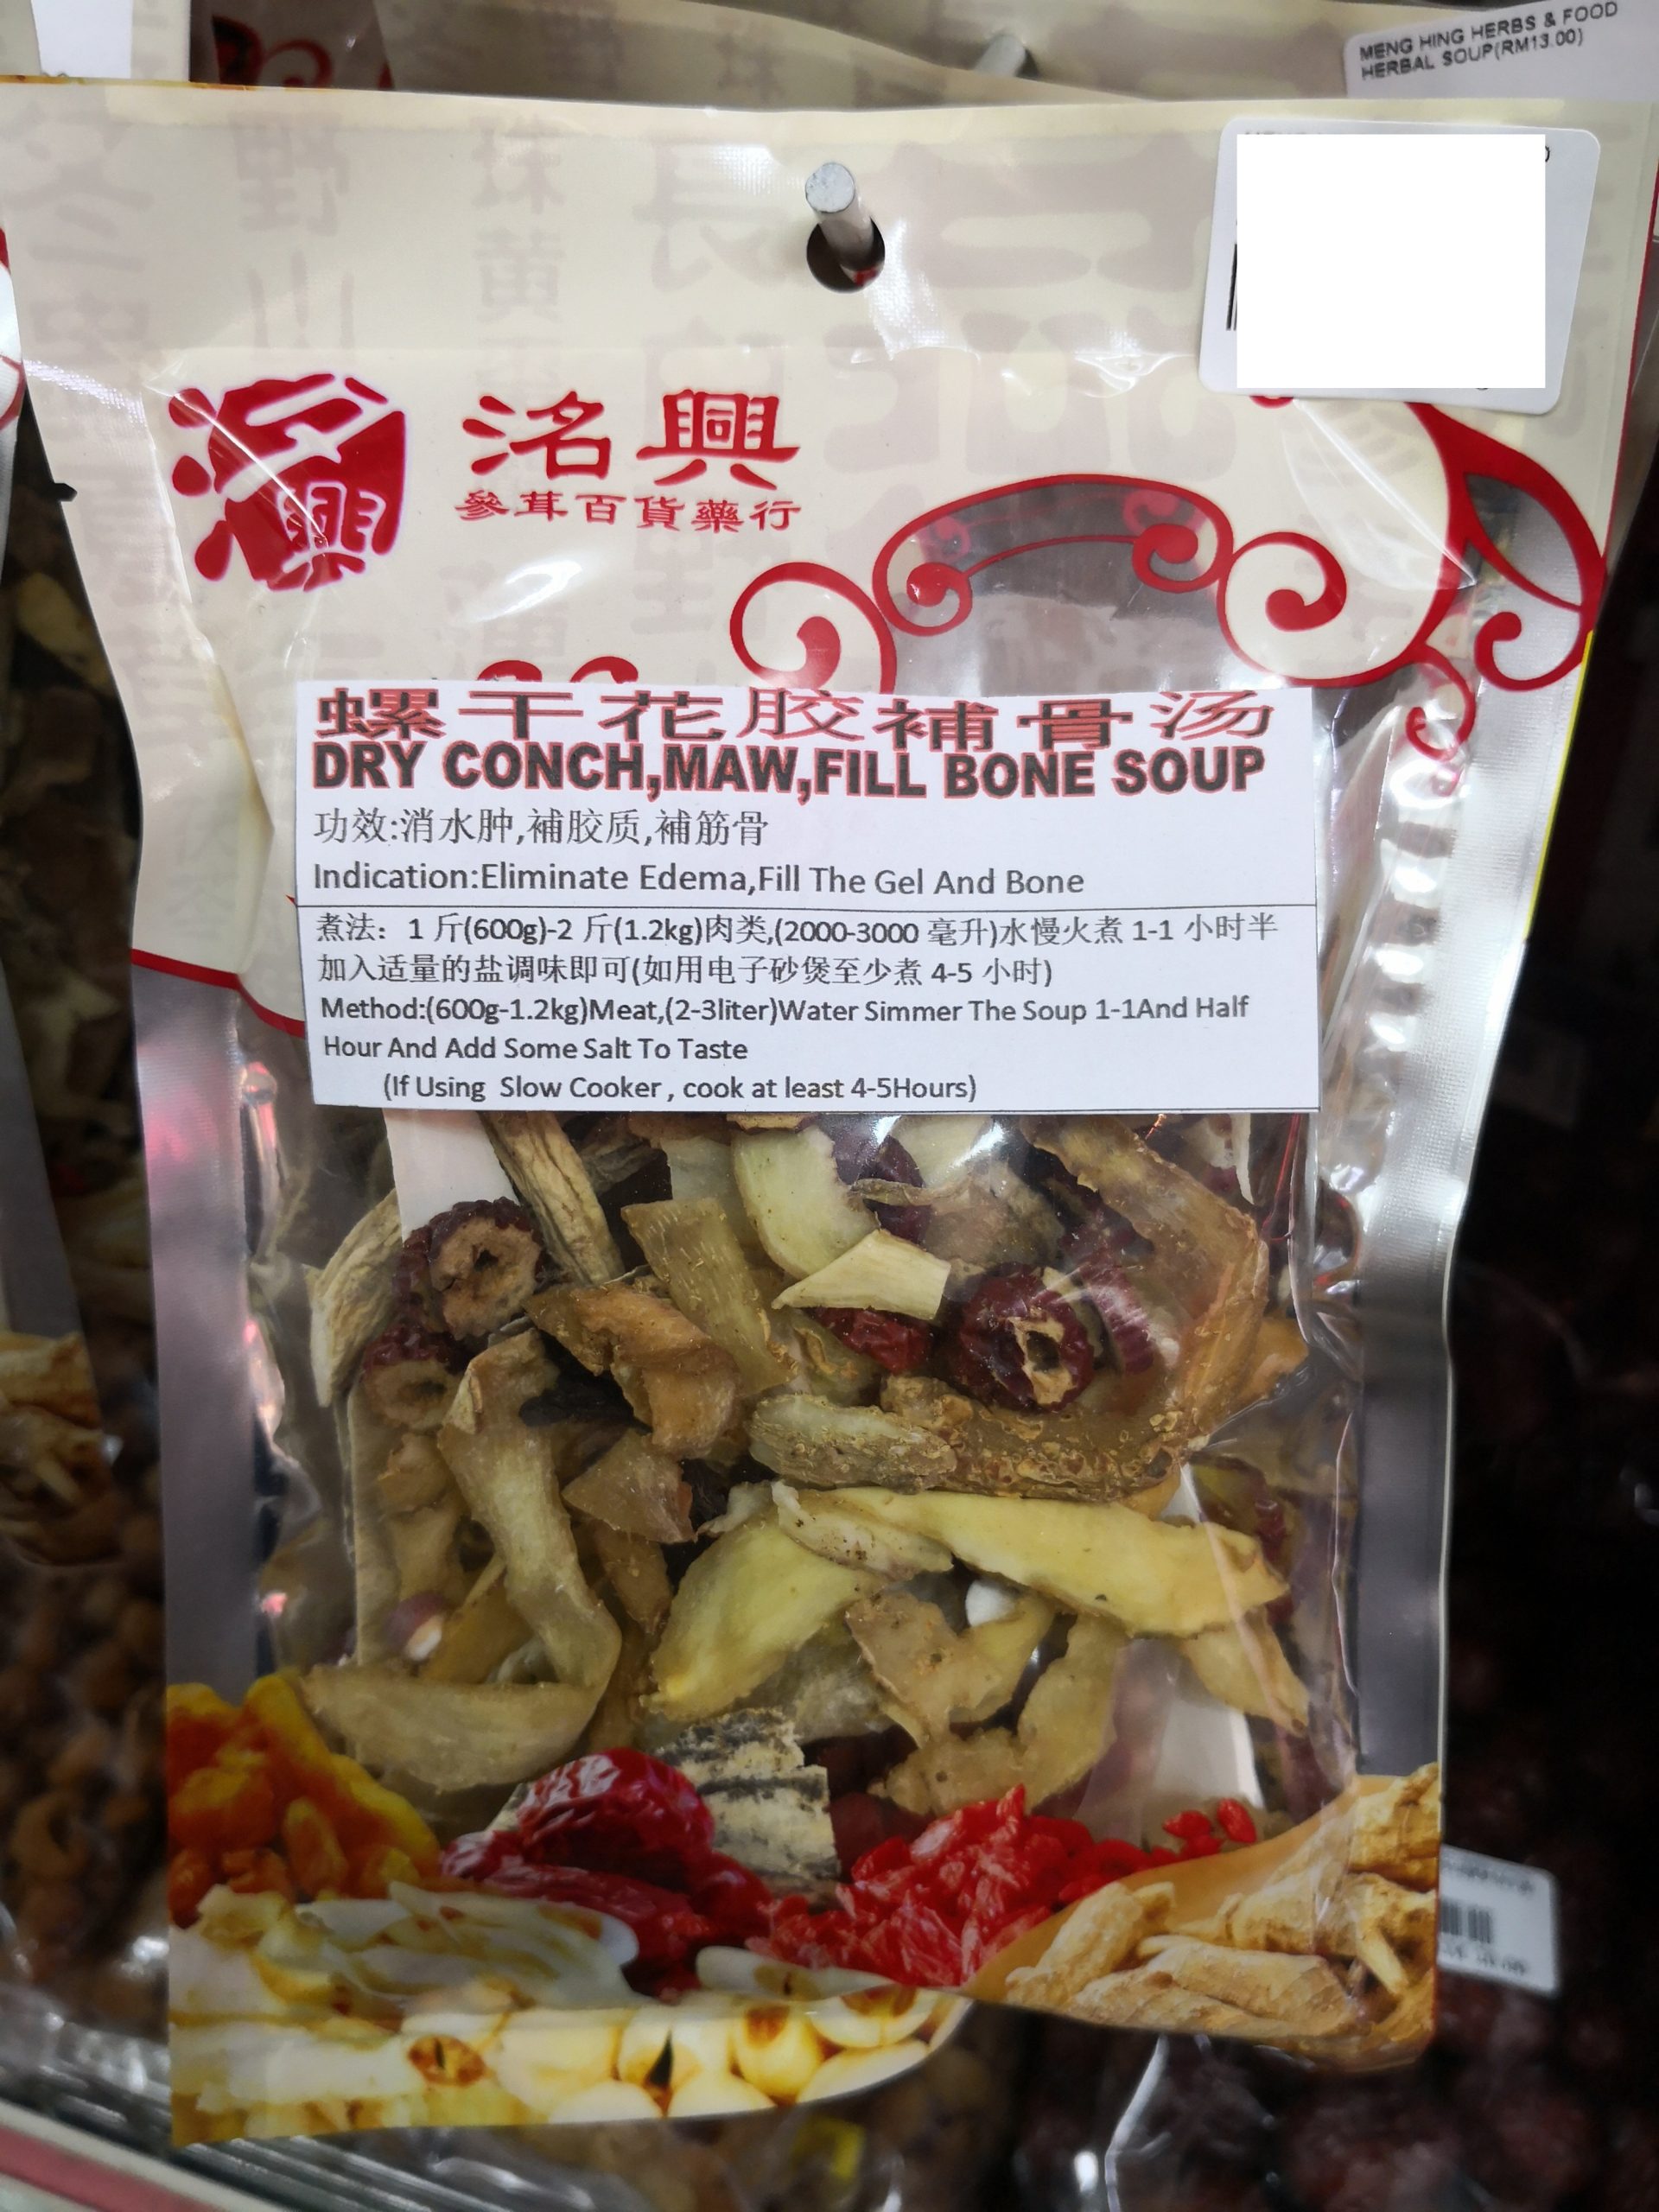 MENG HING HERBS & FOOD
HERBAL SOUP(RM13.00)
洺興
洺興
參茸百貨藥行
螺干花胶補骨汤
DRY CONCH,MAW,FILL BONE SOUP
功效:消水肿,補胶质,補筋骨
Indication:Eliminate Edema,Fill The Gel And Bone
煮法：1斤(600g)-2斤(1.2kg)肉类,(2000-3000毫升)水慢火煮1-1小时半
加入适量的盐调味即可(如用电子砂煲至少煮4-5小时)
Method:(600g-1.2kg)Meat,(2-3liter)Water Simmer The Soup 1-1And Half
Hour And Add Some Salt To Taste
(If Using Slow Cooker , cook at least 4-5Hours)